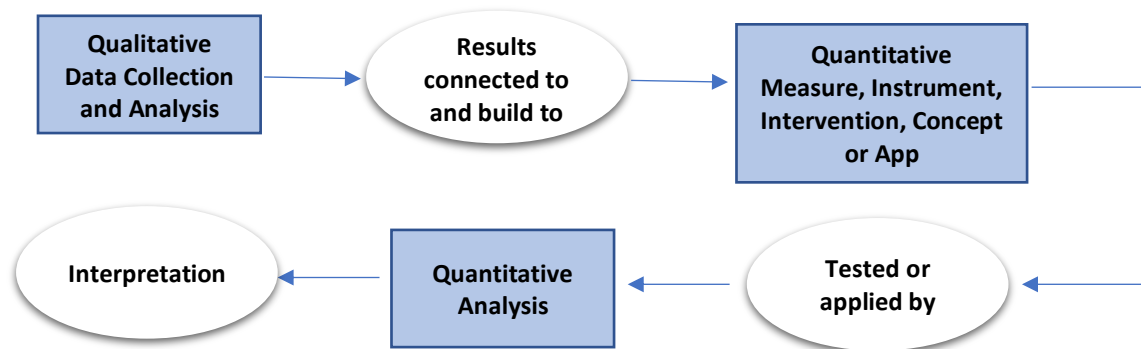 Qualitative
Data Collection
and Analysis
Results
connected to
and build to
Quantitative
Measure, Instrument,
Intervention, Concept
or App
Tested or
applied by
Quantitative
Analysis
Interpretation